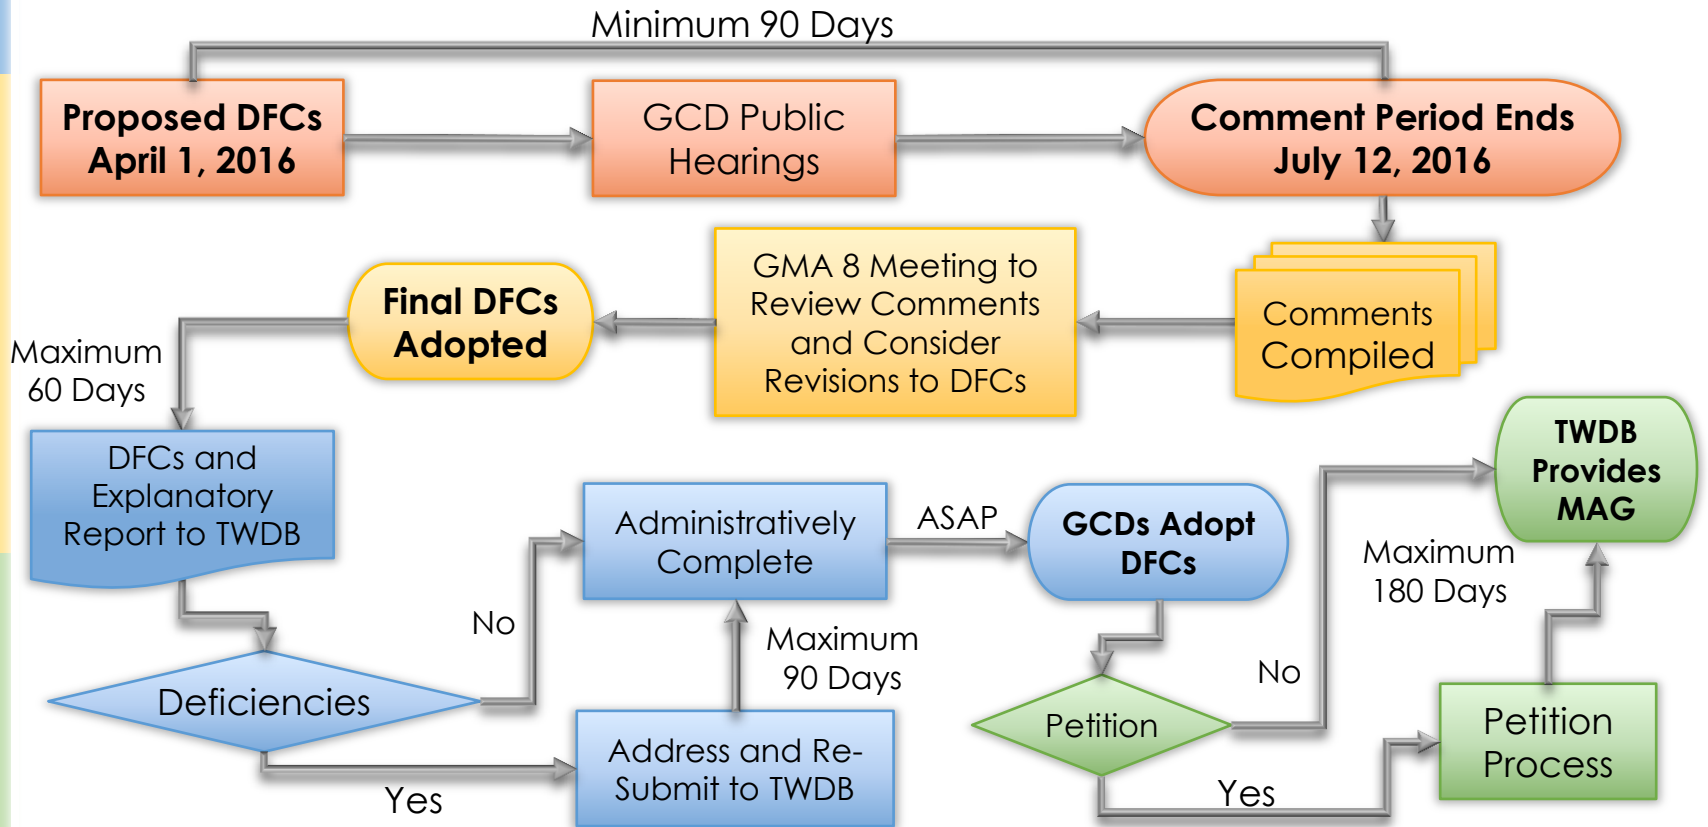 Minimum 90 Days
Proposed DFCs
April 1, 2016
GCD Public
Hearings
Comment Period Ends
July 12, 2016
Final DFCs
Adopted
GMA 8 Meeting to
Review Comments
and Consider
Revisions to DFCs
Comments
Compiled
Maximum
60 Days
DFCs and
Explanatory
Report to TWDB
Administratively
Complete
ASAP
GCDs Adopt
DFCs
TWDB
Provides
MAG
Maximum
180 Days
No
Maximum
90 Days
Deficiencies
Yes
Address and Re-
Submit to TWDB
Petition
No
Yes
Petition
Process